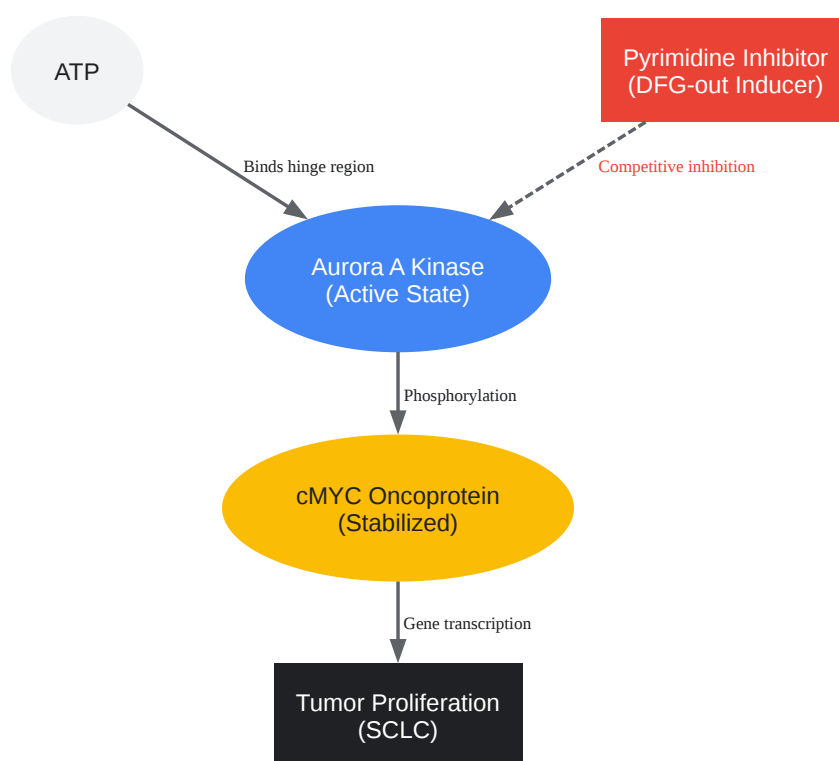 ATP
Pyrimidine Inhibitor
(DFG-out Inducer)
Binds hinge region
Competitive inhibition
Aurora A Kinase
(Active State)
Phosphorylation
cMYC Oncoprotein
(Stabilized)
Gene transcription
Tumor Proliferation
(SCLC)